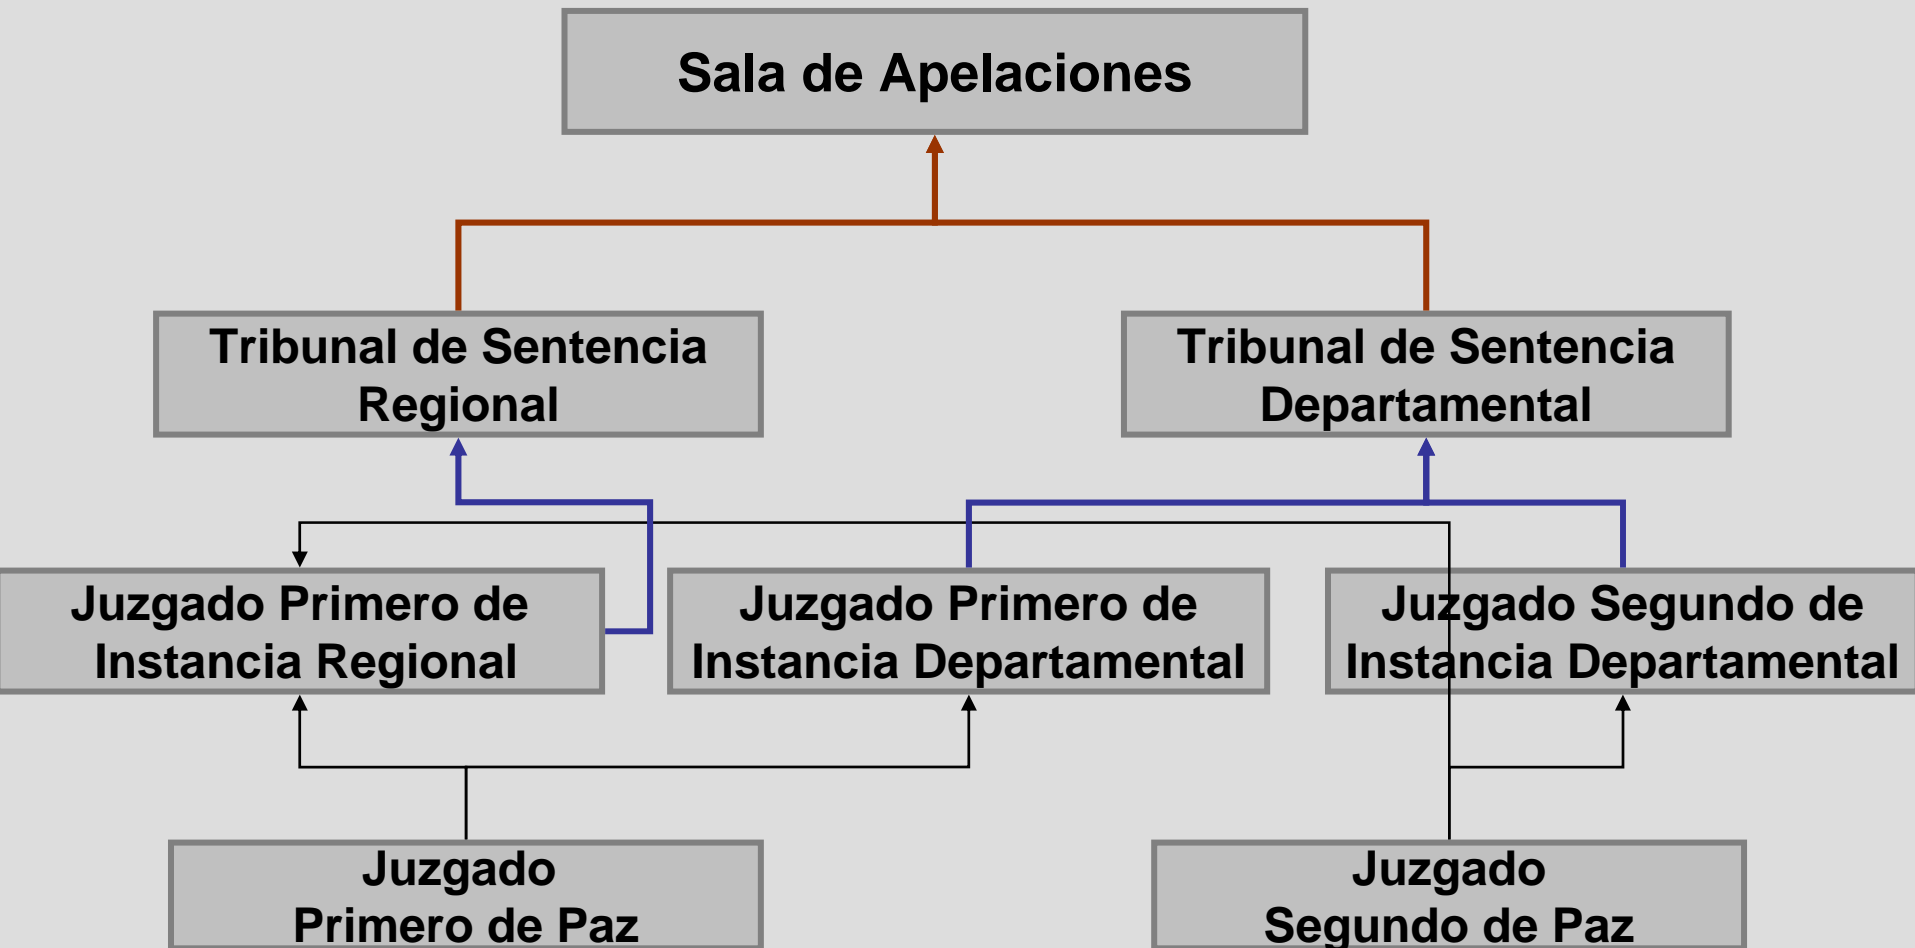 Sala de Apelaciones
Tribunal de Sentencia
Regional
Tribunal de Sentencia
Departamental
Juzgado Primero de
Instancia Regional
Juzgado Primero de
Instancia Departamental
Juzgado Segundo de
Instancia Departamental
Juzgado
Primero de Paz
Juzgado
Segundo de Paz